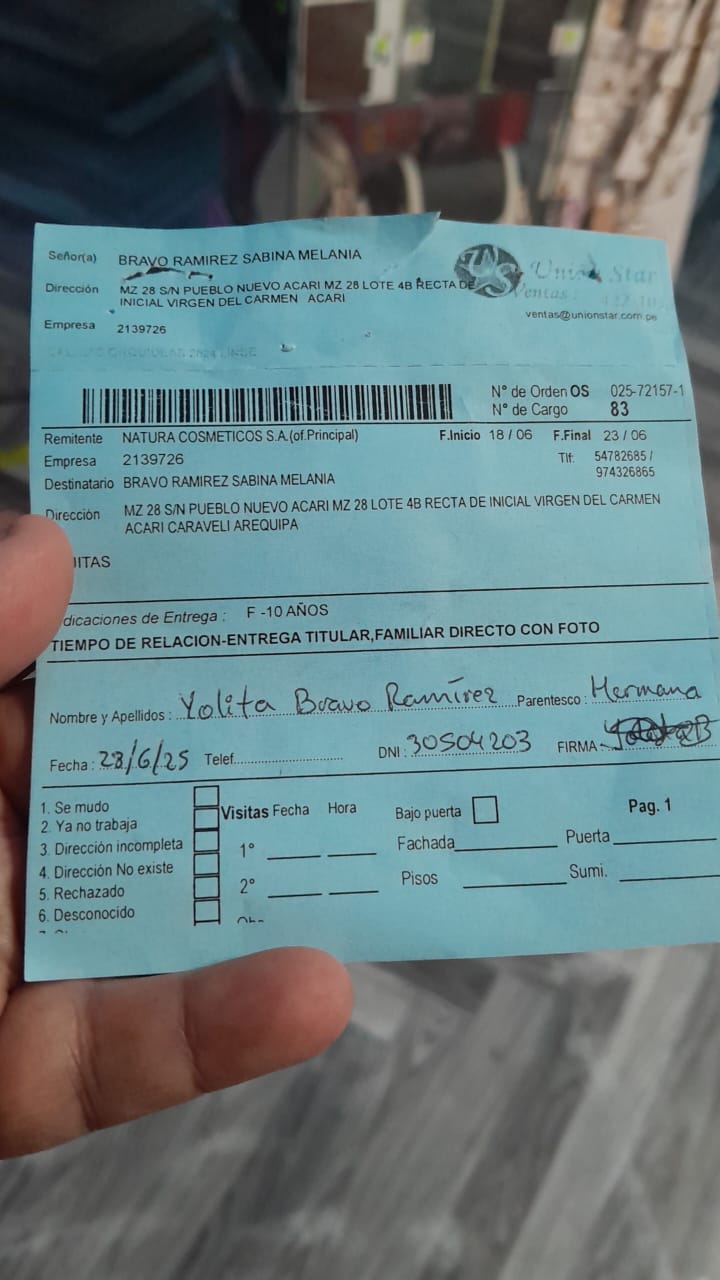 Señor(a) BRAVO RAMIREZ SABINA MELANIA
Dirección MZ 28 S/N PUEBLO NUEVO ACARI MZ 28 LOTE 4B RECTA DE
INICIAL VIRGEN DEL CARMEN ACARI
Empresa 2139726
Union Star
Ventas:
ventas@unionstar.com.pe
N° de Orden OS 025-72157-1
N° de Cargo 83
Remitente NATURA COSMETICOS S.A.(of.Principal) F.Inicio 18 / 06 F.Final 23 / 06
Empresa 2139726 Tlf: 54782685 /
974326865
Destinatario BRAVO RAMIREZ SABINA MELANIA
Dirección MZ 28 S/N PUEBLO NUEVO ACARI MZ 28 LOTE 4B RECTA DE INICIAL VIRGEN DEL CARMEN
ACARI CARAVELI AREQUIPA
ITAS
dicaciones de Entrega : F -10 AÑOS
TIEMPO DE RELACION-ENTREGA TITULAR,FAMILIAR DIRECTO CON FOTO
Nombre y Apellidos : Yolita Bravo Ramírez Parentesco : Hermana
Fecha : 28/6/25 Telef. DNI : 30504203 FIRMA
1. Se mudo
2. Ya no trabaja
3. Dirección incompleta
4. Dirección No existe
5. Rechazado
6. Desconocido
Visitas Fecha Hora Bajo puerta Pag. 1
1° Fachada Puerta
2° Pisos Sumi.